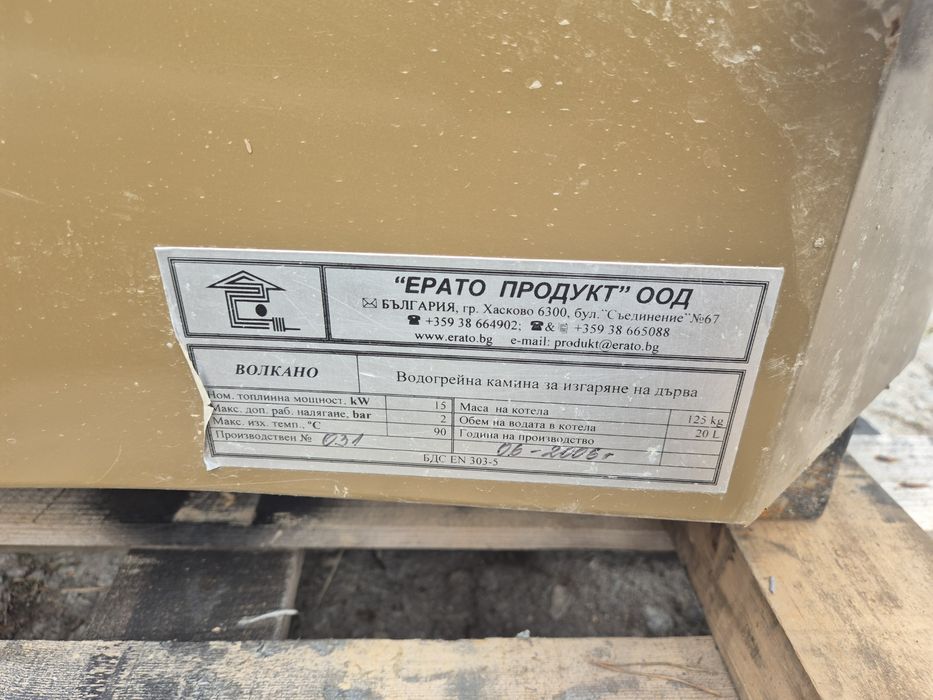 "ЕРАТО ПРОДУКТ" ООД
✉ БЪЛГАРИЯ, гр. Хасково 6300, бул. "Съединение" №67
☎ +359 38 664902; ☎ & +359 38 665088
www.erato.bg e-mail: produkt@erato.bg
ВОЛКАНО Водогрейна камина за изгаряне на дърва
Ном. топлинна мощност, kW 15 Маса на котела 125 kg
Макс. доп. раб. налягане, bar 2 Обем на водата в котела 20 L
Макс. изх. темп., °C 90 Година на производство
Производствен № 031 06-2006г
БДС EN 303-5